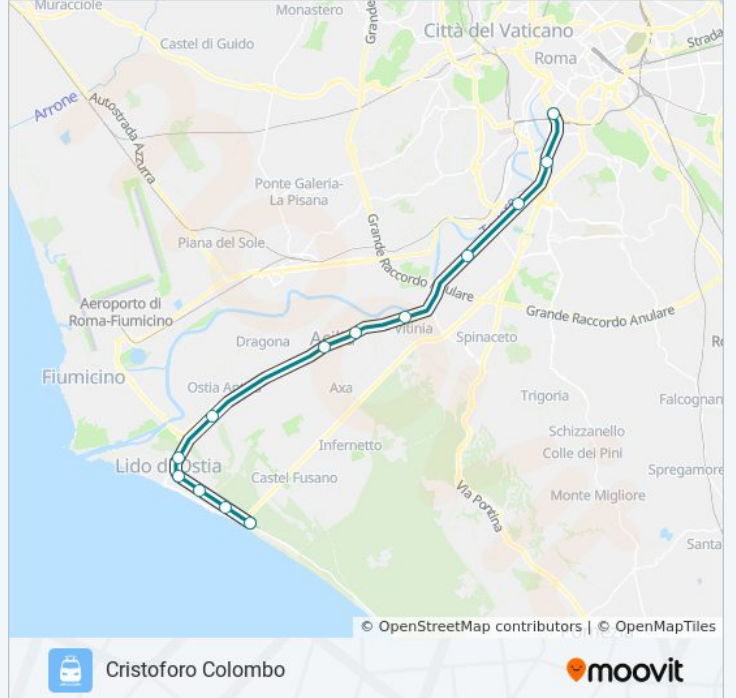 Muracciole
Monastero
Città del Vaticano
Castel di Guido
Roma
Strada
Arrone
Autostrada Azzurra
Ponte Galeria-
La Pisana
Piana del Sole
Grande Raccordo Anulare
Aeroporto di
Roma-Fiumicino
Grande Raccordo Anulare
Dragona
Vitinia
Spinaceto
Fiumicino
Axa
Trigoria
Schizzanello
Infernetto
Colle dei Pini
Lido di Ostia
Castel Fusano
Via Pontina
Monte Migliore
Spregamore
Santa
© OpenStreetMap contributors | © OpenMapTiles
Cristoforo Colombo
moovit